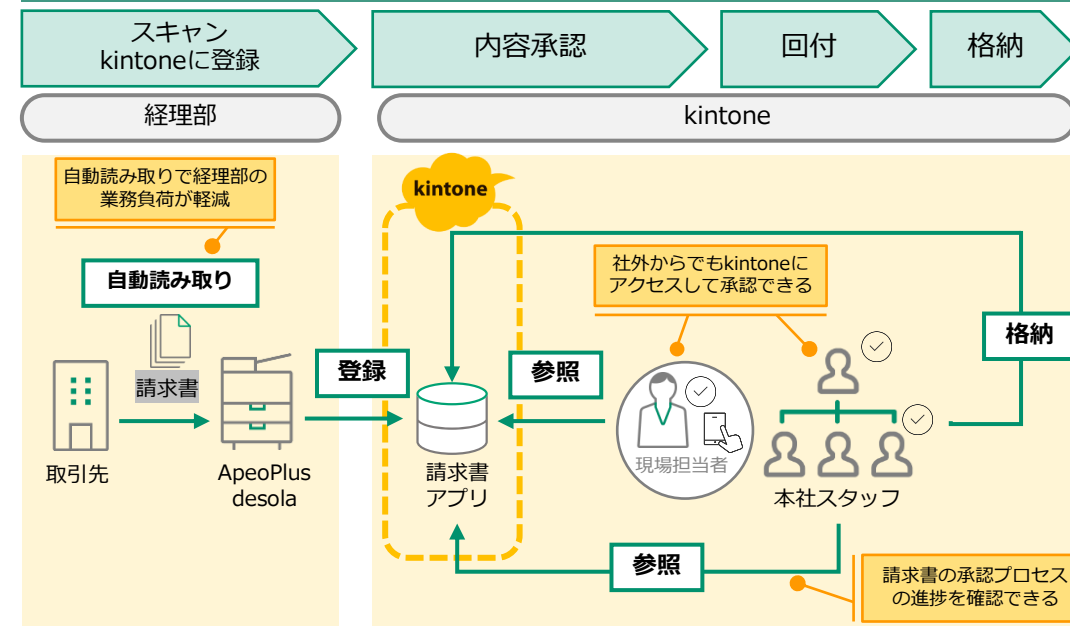 スキャン
kintoneに登録
内容承認
回付
格納
経理部
kintone
自動読み取りで経理部の
業務負荷が軽減
自動読み取り
請求書
取引先
ApeoPlus
desola
登録
kintone
請求書
アプリ
参照
社外からでもkintoneに
アクセスして承認できる
現場担当者
本社スタッフ
格納
参照
請求書の承認プロセス
の進捗を確認できる